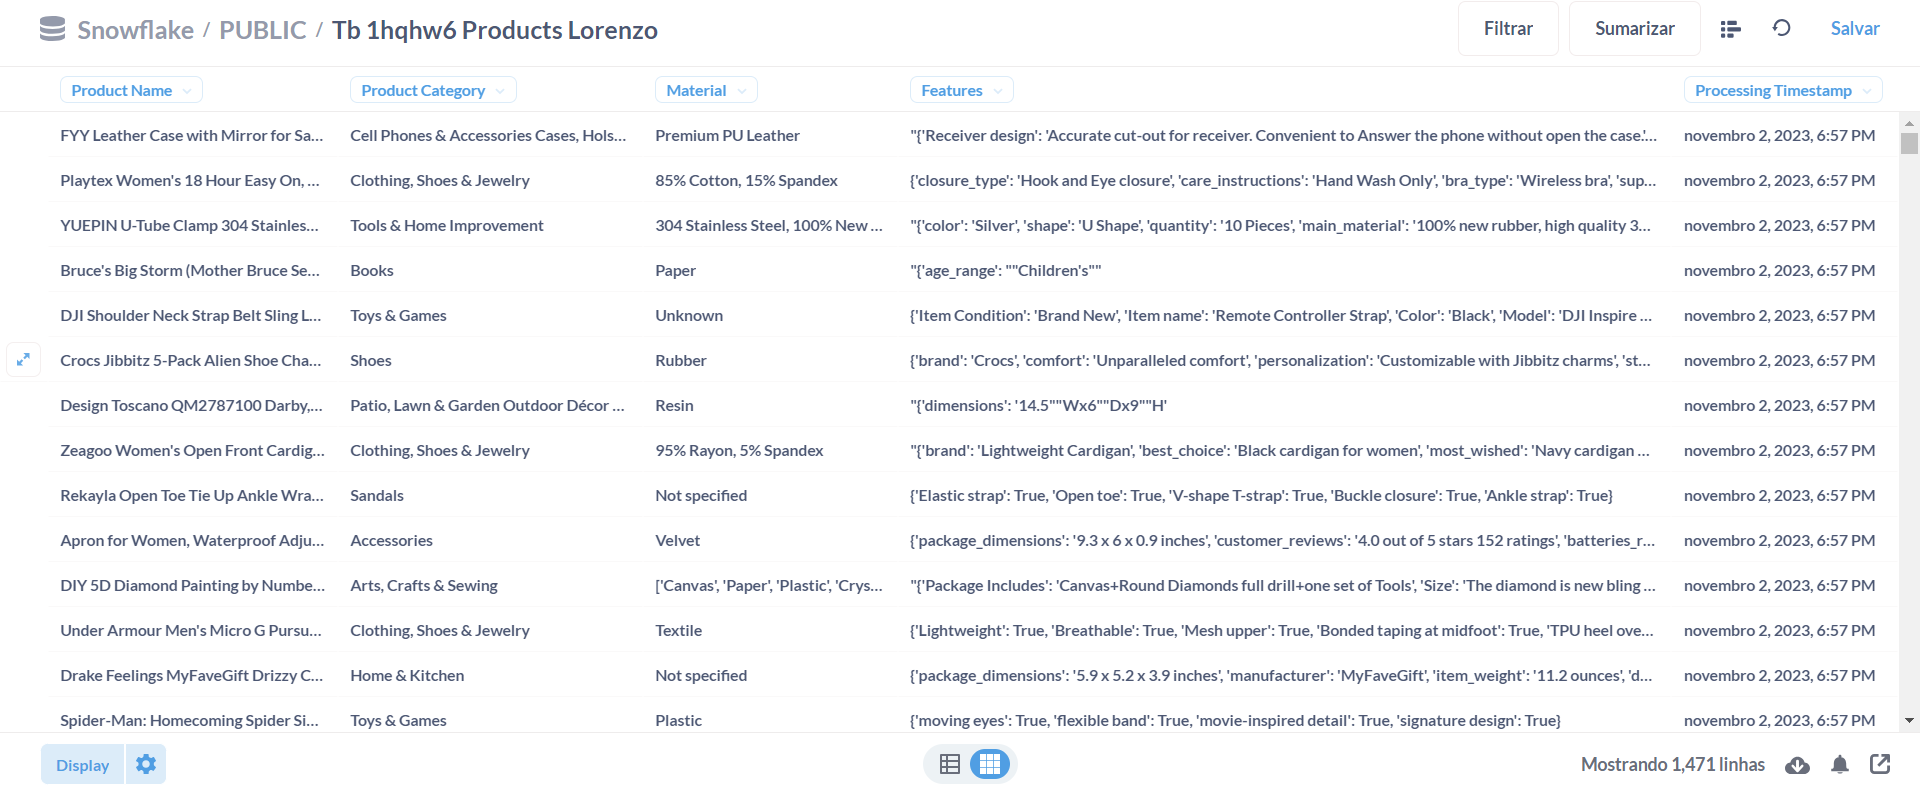 Snowflake / PUBLIC / Tb 1hqhw6 Products Lorenzo Filtrar Sumarizar Salvar
Product Name Product Category Material Features Processing Timestamp
FYY Leather Case with Mirror for Sa... Cell Phones & Accessories Cases, Hols... Premium PU Leather "{'Receiver design': 'Accurate cut-out for receiver. Convenient to Answer the phone without open the case.'... novembro 2, 2023, 6:57 PM
Playtex Women's 18 Hour Easy On, ... Clothing, Shoes & Jewelry 85% Cotton, 15% Spandex {'closure_type': 'Hook and Eye closure', 'care_instructions': 'Hand Wash Only', 'bra_type': 'Wireless bra', 'sup... novembro 2, 2023, 6:57 PM
YUEPIN U-Tube Clamp 304 Stainles... Tools & Home Improvement 304 Stainless Steel, 100% New ... "{'color': 'Silver', 'shape': 'U Shape', 'quantity': '10 Pieces', 'main_material': '100% new rubber, high quality 3... novembro 2, 2023, 6:57 PM
Bruce's Big Storm (Mother Bruce Se... Books Paper "{'age_range': ""Children's"" novembro 2, 2023, 6:57 PM
DJI Shoulder Neck Strap Belt Sling L... Toys & Games Unknown {'Item Condition': 'Brand New', 'Item name': 'Remote Controller Strap', 'Color': 'Black', 'Model': 'DJI Inspire ... novembro 2, 2023, 6:57 PM
Crocs Jibbitz 5-Pack Alien Shoe Cha... Shoes Rubber {'brand': 'Crocs', 'comfort': 'Unparalleled comfort', 'personalization': 'Customizable with Jibbitz charms', 'st... novembro 2, 2023, 6:57 PM
Design Toscano QM2787100 Darby,... Patio, Lawn & Garden Outdoor Décor ... Resin "{'dimensions': '14.5""Wx6""Dx9""H' novembro 2, 2023, 6:57 PM
Zeagoo Women's Open Front Cardig... Clothing, Shoes & Jewelry 95% Rayon, 5% Spandex "{'brand': 'Lightweight Cardigan', 'best_choice': 'Black cardigan for women', 'most_wished': 'Navy cardigan ... novembro 2, 2023, 6:57 PM
Rekayla Open Toe Tie Up Ankle Wra... Sandals Not specified {'Elastic strap': True, 'Open toe': True, 'V-shape T-strap': True, 'Buckle closure': True, 'Ankle strap': True} novembro 2, 2023, 6:57 PM
Apron for Women, Waterproof Adju... Accessories Velvet {'package_dimensions': '9.3 x 6 x 0.9 inches', 'customer_reviews': '4.0 out of 5 stars 152 ratings', 'batteries_r... novembro 2, 2023, 6:57 PM
DIY 5D Diamond Painting by Numbe... Arts, Crafts & Sewing ['Canvas', 'Paper', 'Plastic', 'Crys... "{'Package Includes': 'Canvas+Round Diamonds full drill+one set of Tools', 'Size': 'The diamond is new bling ... novembro 2, 2023, 6:57 PM
Under Armour Men's Micro G Pursu... Clothing, Shoes & Jewelry Textile {'Lightweight': True, 'Breathable': True, 'Mesh upper': True, 'Bonded taping at midfoot': True, 'TPU heel ove... novembro 2, 2023, 6:57 PM
Drake Feelings MyFaveGift Drizzy C... Home & Kitchen Not specified {'package_dimensions': '5.9 x 5.2 x 3.9 inches', 'manufacturer': 'MyFaveGift', 'item_weight': '11.2 ounces', 'd... novembro 2, 2023, 6:57 PM
Spider-Man: Homecoming Spider Si... Toys & Games Plastic {'moving eyes': True, 'flexible band': True, 'movie-inspired detail': True, 'signature design': True} novembro 2, 2023, 6:57 PM
Display Mostrando 1,471 linhas